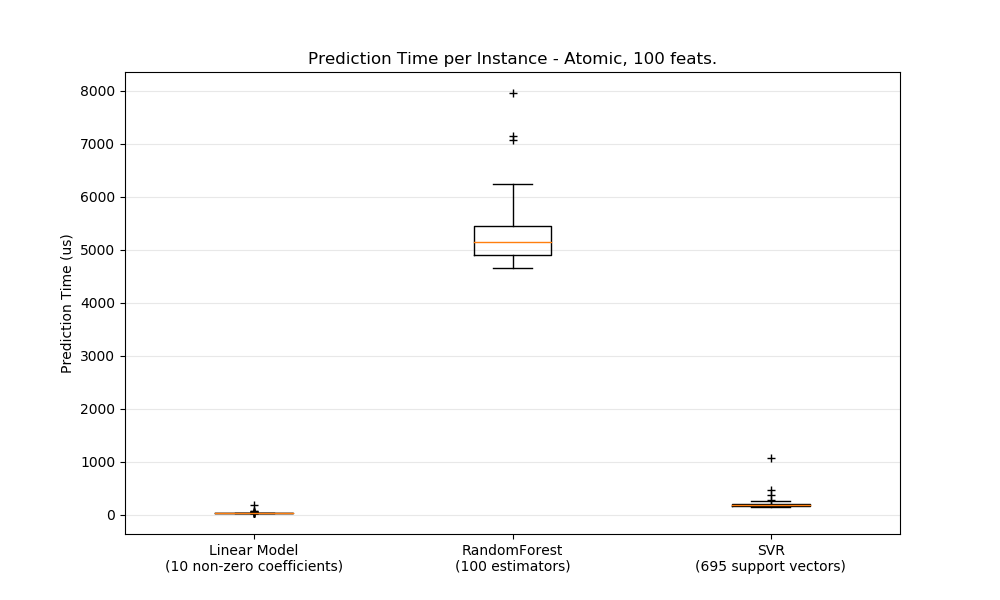 Prediction Time per Instance - Atomic, 100 feats.
Prediction Time (us)
8000
7000
6000
5000
4000
3000
2000
1000
0
Linear Model
(10 non-zero coefficients)
RandomForest
(100 estimators)
SVR
(695 support vectors)